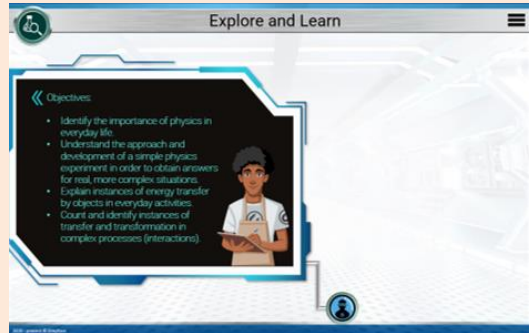 Explore and Learn
Objectives:
• Identify the importance of physics in
everyday life.
• Understand the approach and
development of a simple physics
experiment in order to obtain answers
for real, more complex situations.
• Explain instances of energy transfer
by objects in everyday activities.
• Count and identify instances of
transfer and transformation in
complex processes (interactions).